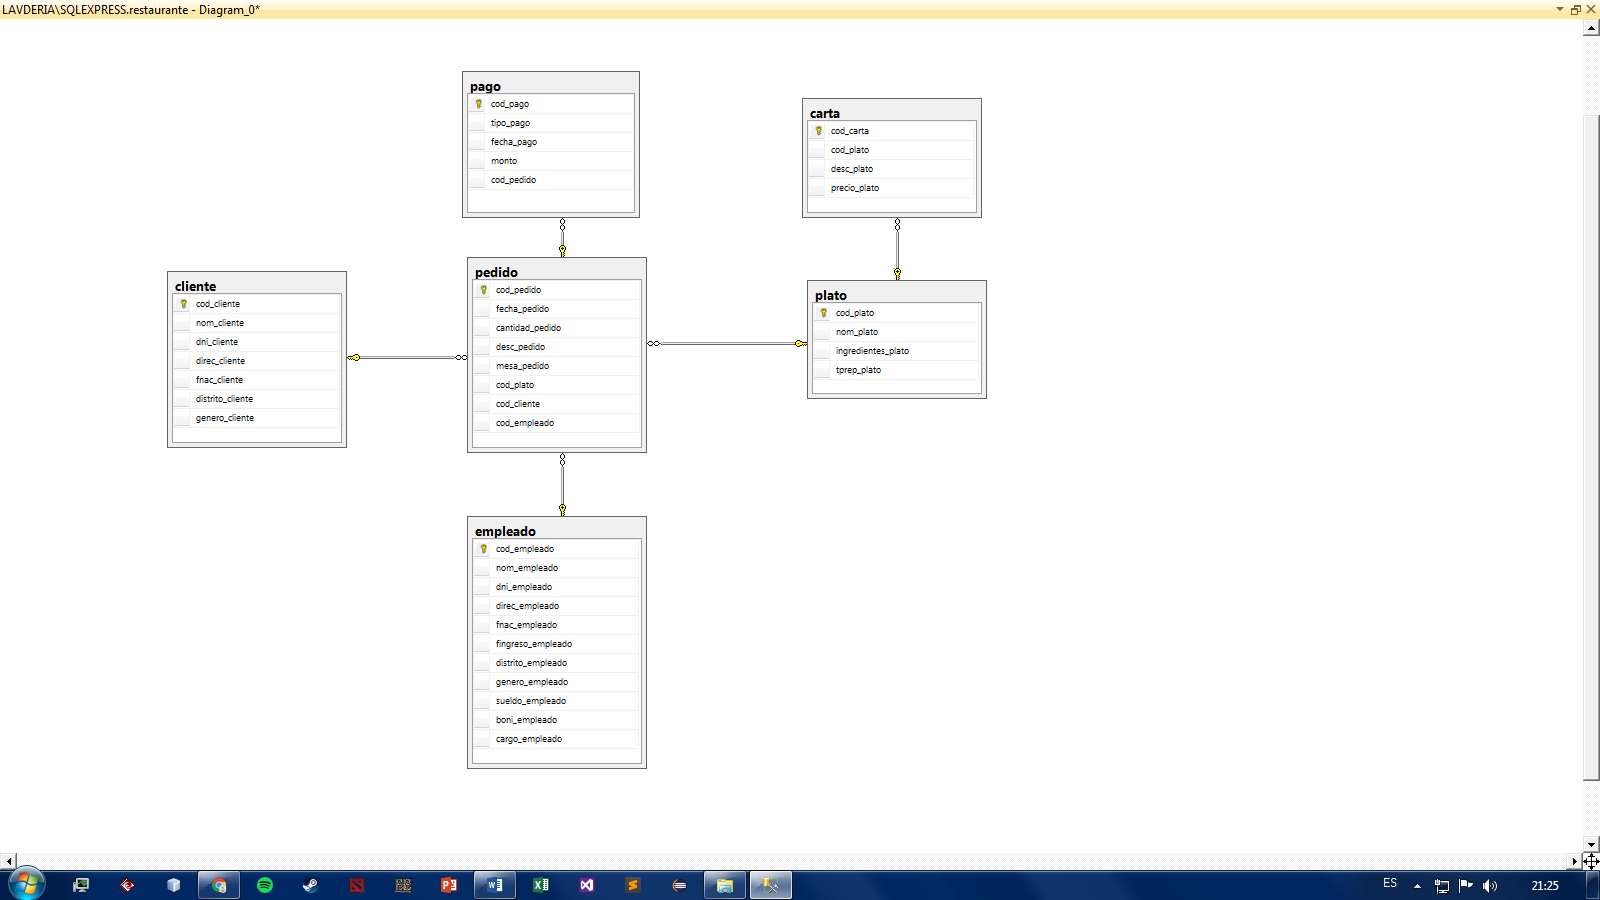 LAVDERIA\SQLEXPRESS.restaurante - Diagram_0*
pago
cod_pago
tipo_pago
fecha_pago
monto
cod_pedido
carta
cod_carta
cod_plato
desc_plato
precio_plato
cliente
cod_cliente
nom_cliente
dni_cliente
direc_cliente
fnac_cliente
distrito_cliente
genero_cliente
pedido
cod_pedido
fecha_pedido
cantidad_pedido
desc_pedido
mesa_pedido
cod_plato
cod_cliente
cod_empleado
plato
cod_plato
nom_plato
ingredientes_plato
tprep_plato
empleado
cod_empleado
nom_empleado
dni_empleado
direc_empleado
fnac_empleado
fingreso_empleado
distrito_empleado
genero_empleado
sueldo_empleado
boni_empleado
cargo_empleado
ES
21:25